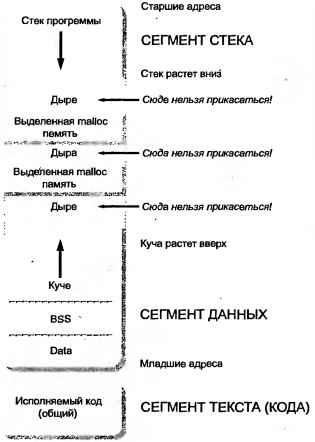 Старшие адреса
Стек программы
СЕГМЕНТ СТЕКА
Стек растет вниз
Дыре
Сюде нельзя прикасаться!
Выделенная malloc
память
Дыра
Сюда нельзя прикасаться!
Выделенная malloc
память
Дыре
Сюда нельзя прикасеться!
Куча растет вверх
Куче
BSS
СЕГМЕНТ ДАННЫХ
Data
Младшие адреса
Исполняемый код
(общий)
СЕГМЕНТ ТЕКСТА (КОДА)